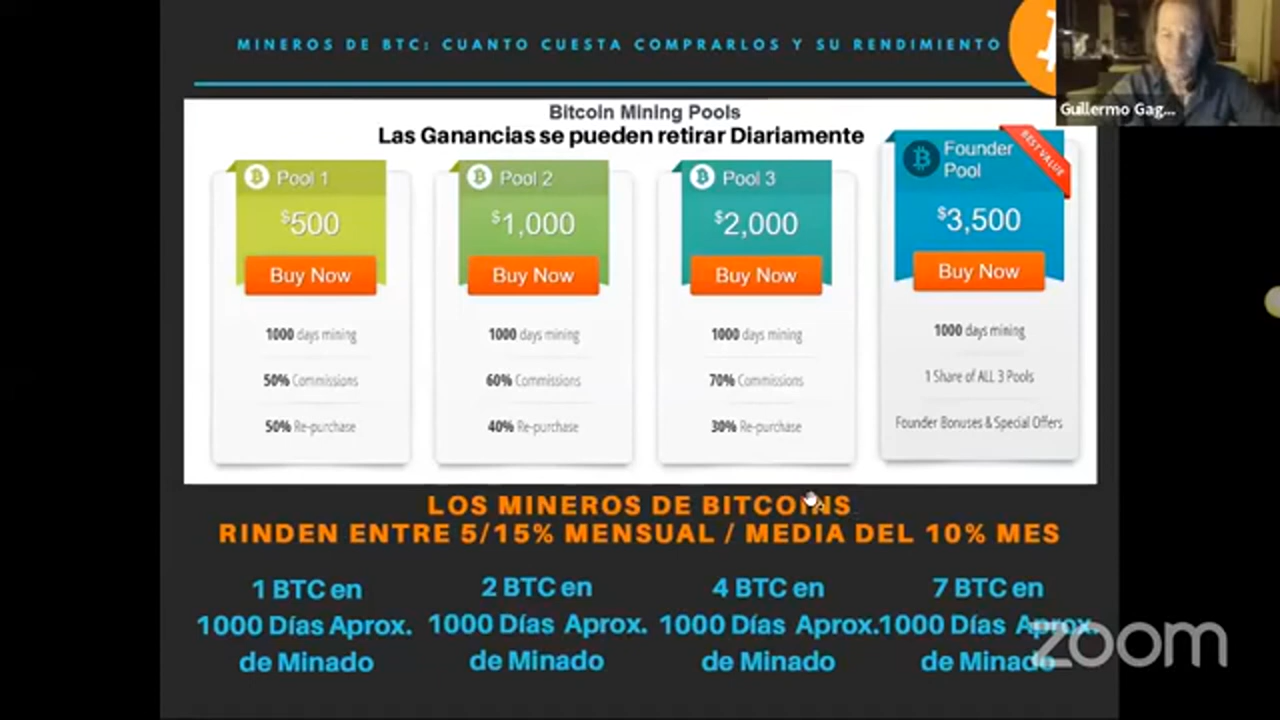 MINEROS DE BTC: CUANTO CUESTA COMPRARLOS Y SU RENDIMIENTO
Guillermo Gag...
Bitcoin Mining Pools
Las Ganancias se pueden retirar Diariamente
Pool 1
$500
Buy Now
1000 days mining
50% Commissions
50% Re-purchase
Pool 2
$1,000
Buy Now
1000 days mining
60% Commissions
40% Re-purchase
Pool 3
$2,000
Buy Now
1000 days mining
70% Commissions
30% Re-purchase
Founder
Pool
BEST VALUE
$3,500
Buy Now
1000 days mining
1 Share of ALL 3 Pools
Founder Bonuses & Special Offers
LOS MINEROS DE BITCOINS
RINDEN ENTRE 5/15% MENSUAL / MEDIA DEL 10% MES
1 BTC en
1000 Días Aprox.
de Minado
2 BTC en
1000 Días Aprox.
de Minado
4 BTC en
1000 Días Aprox.
de Minado
7 BTC en
1000 Días Aprox.
de Minado
zoom